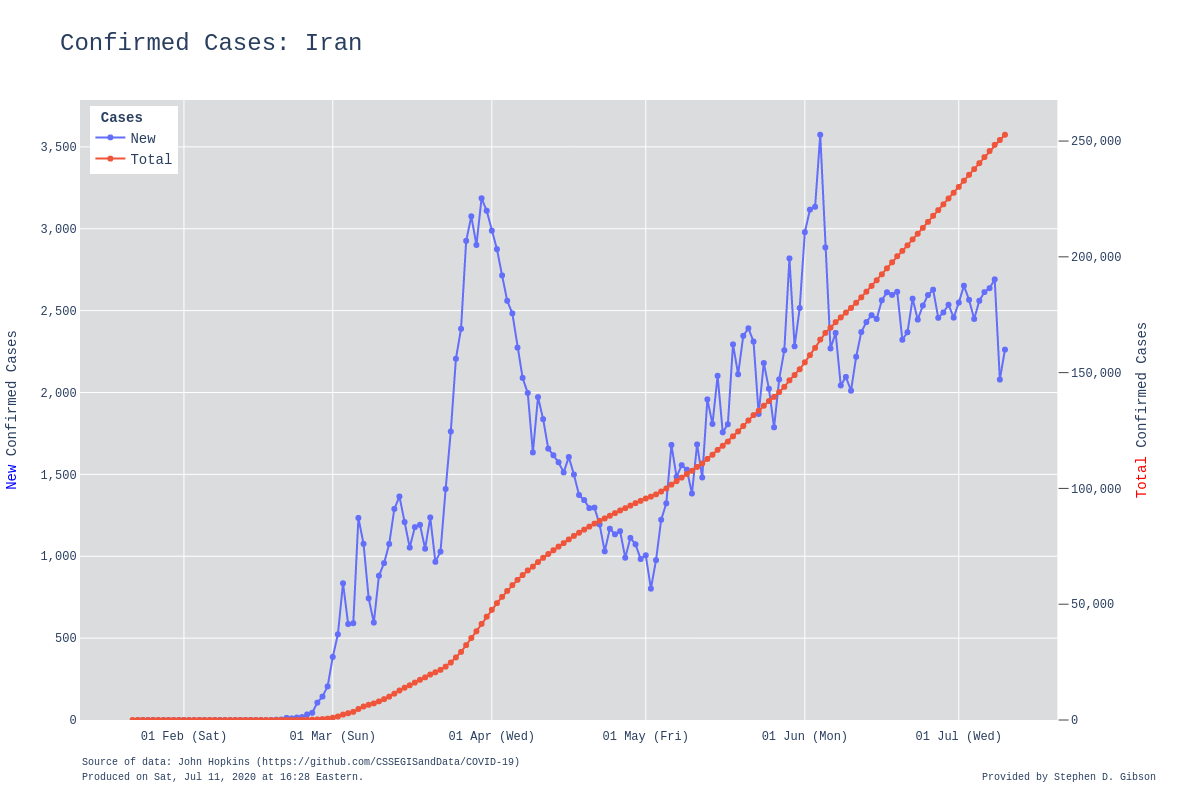 Confirmed Cases: Iran
Cases
New
Total
3,500
3,000
2,500
2,000
1,500
1,000
500
0
New Confirmed Cases
250,000
200,000
150,000
100,000
50,000
0
Total Confirmed Cases
01 Feb (Sat) 01 Mar (Sun) 01 Apr (Wed) 01 May (Fri) 01 Jun (Mon) 01 Jul (Wed)
Source of data: John Hopkins (https://github.com/CSSEGISandData/COVID-19)
Produced on Sat, Jul 11, 2020 at 16:28 Eastern.
Provided by Stephen D. Gibson